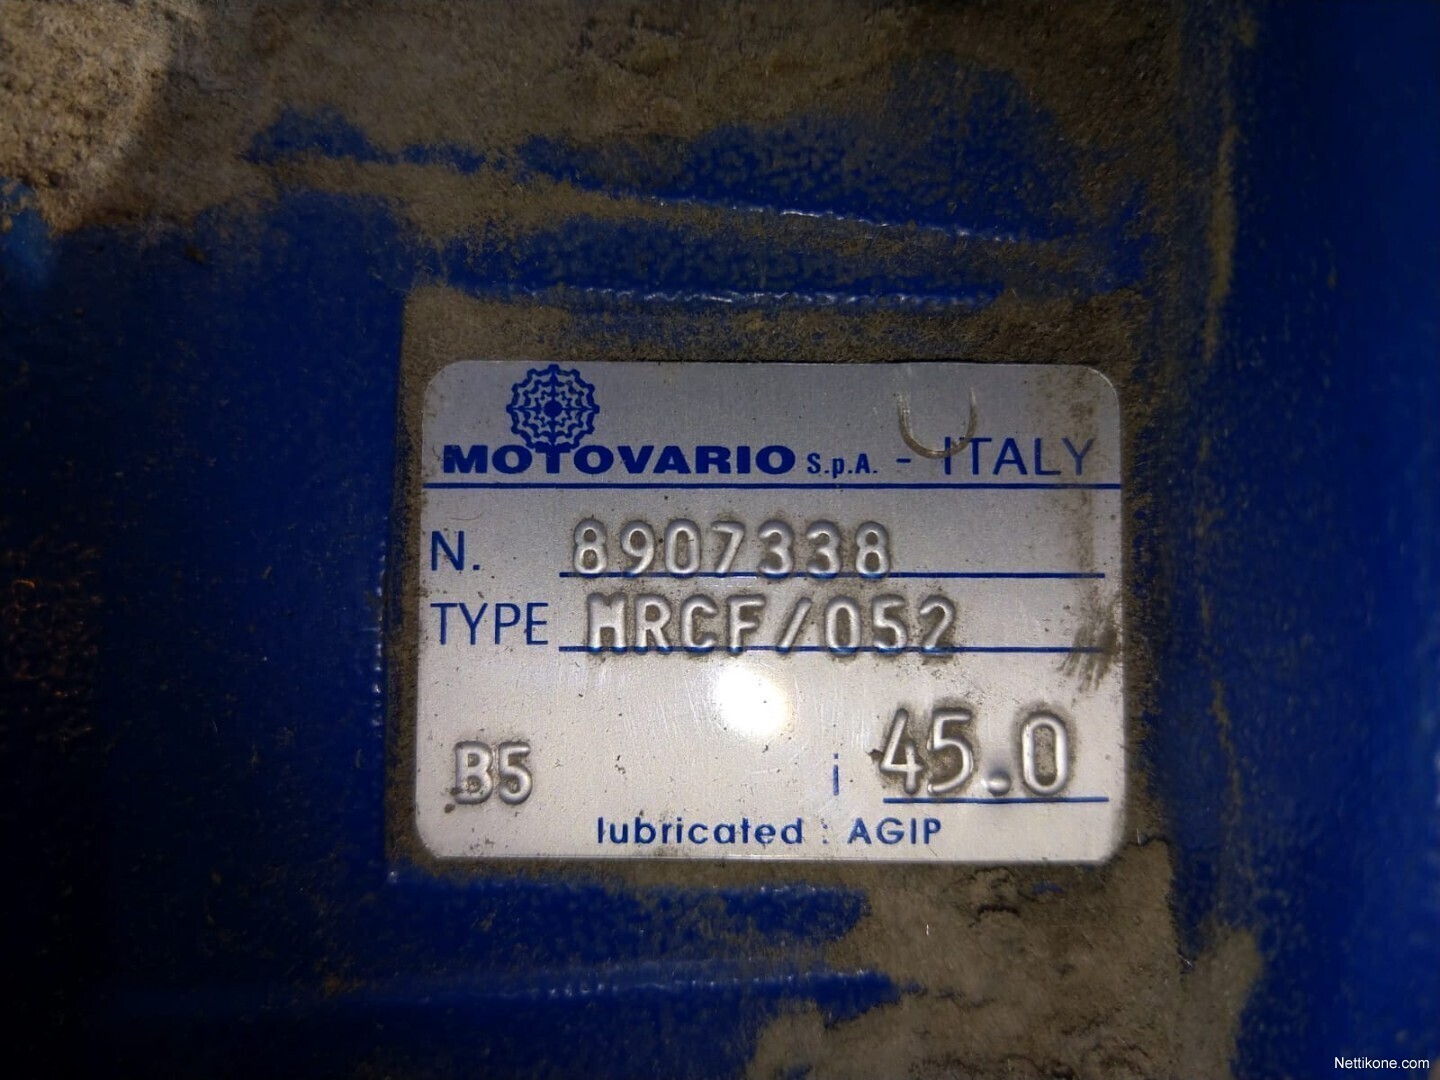 MOTOVARIO S.p.A. - ITALY
N. 8907338
TYPE MRCF/052
B5 i 45.0
lubricated : AGIP
Nettikone.com